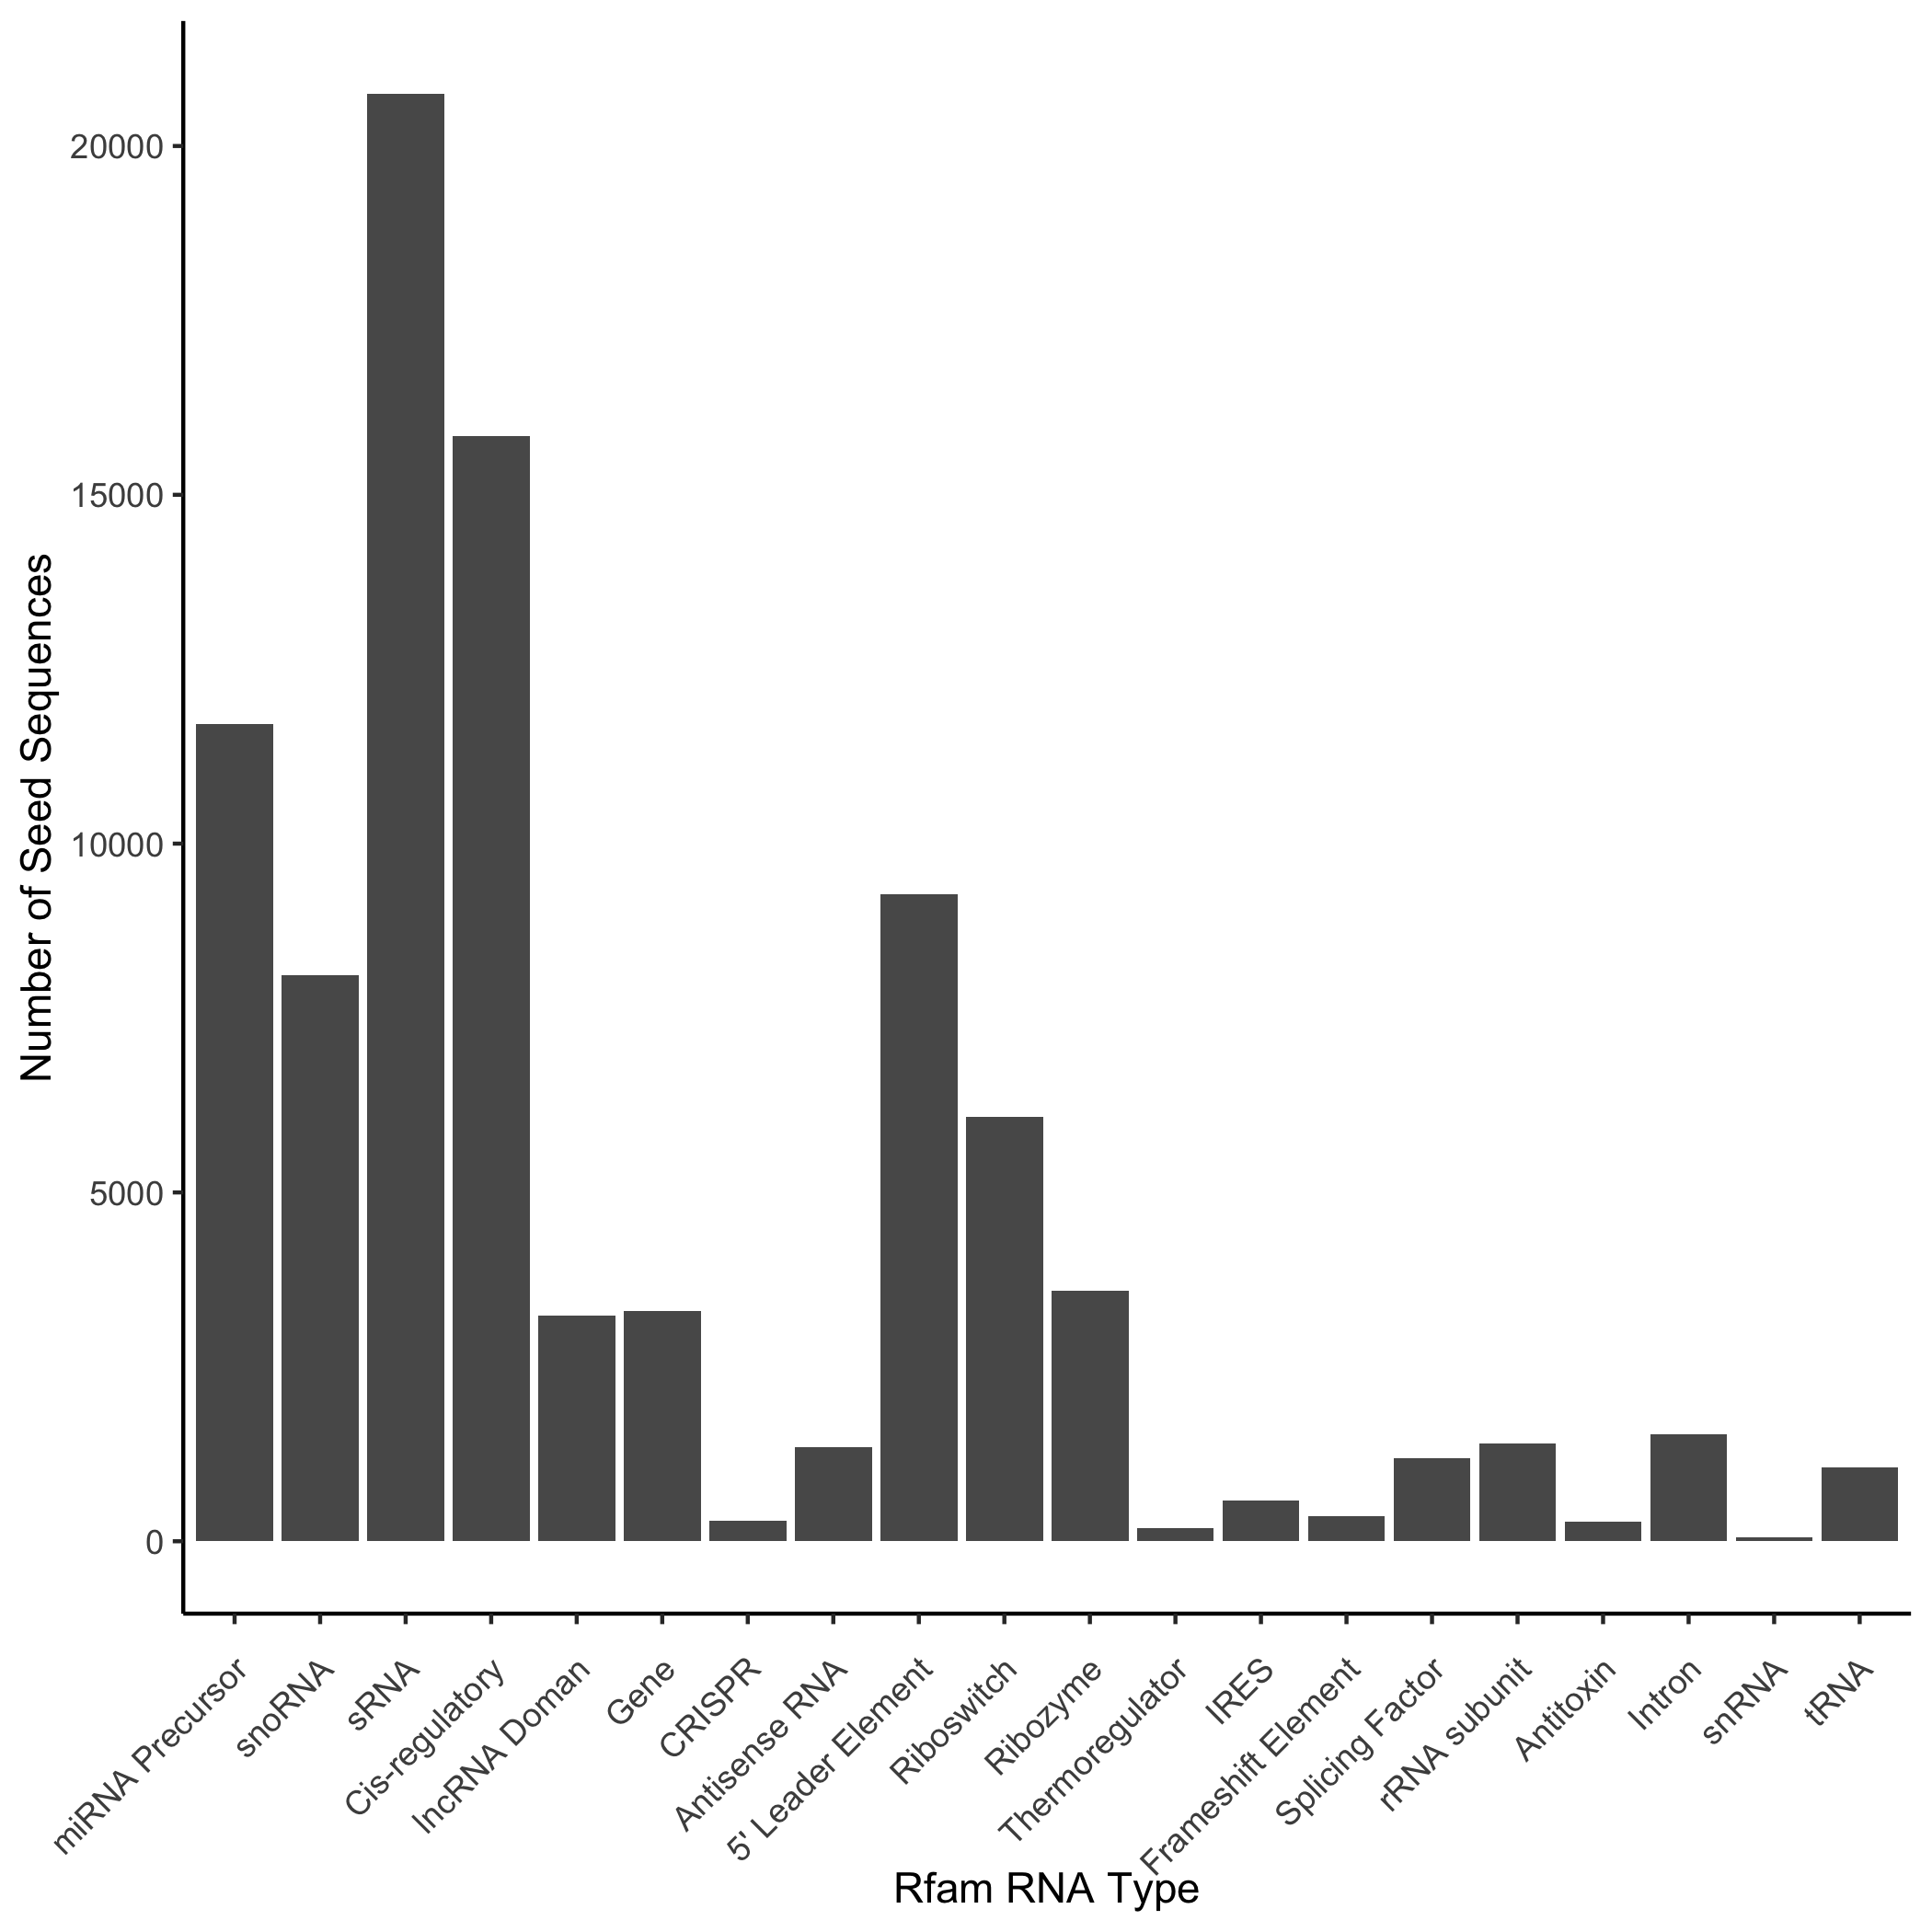 Number of Seed Sequences
20000
15000
10000
5000
0
miRNA Precursor
snoRNA
sRNA
Cis-regulatory
lncRNA Doman
Gene
CRISPR
Antisense RNA
5' Leader Element
Riboswitch
Ribozyme
Thermoregulator
IRES
Frameshift Element
Splicing Factor
rRNA subunit
Antitoxin
Intron
snRNA
tRNA
Rfam RNA Type